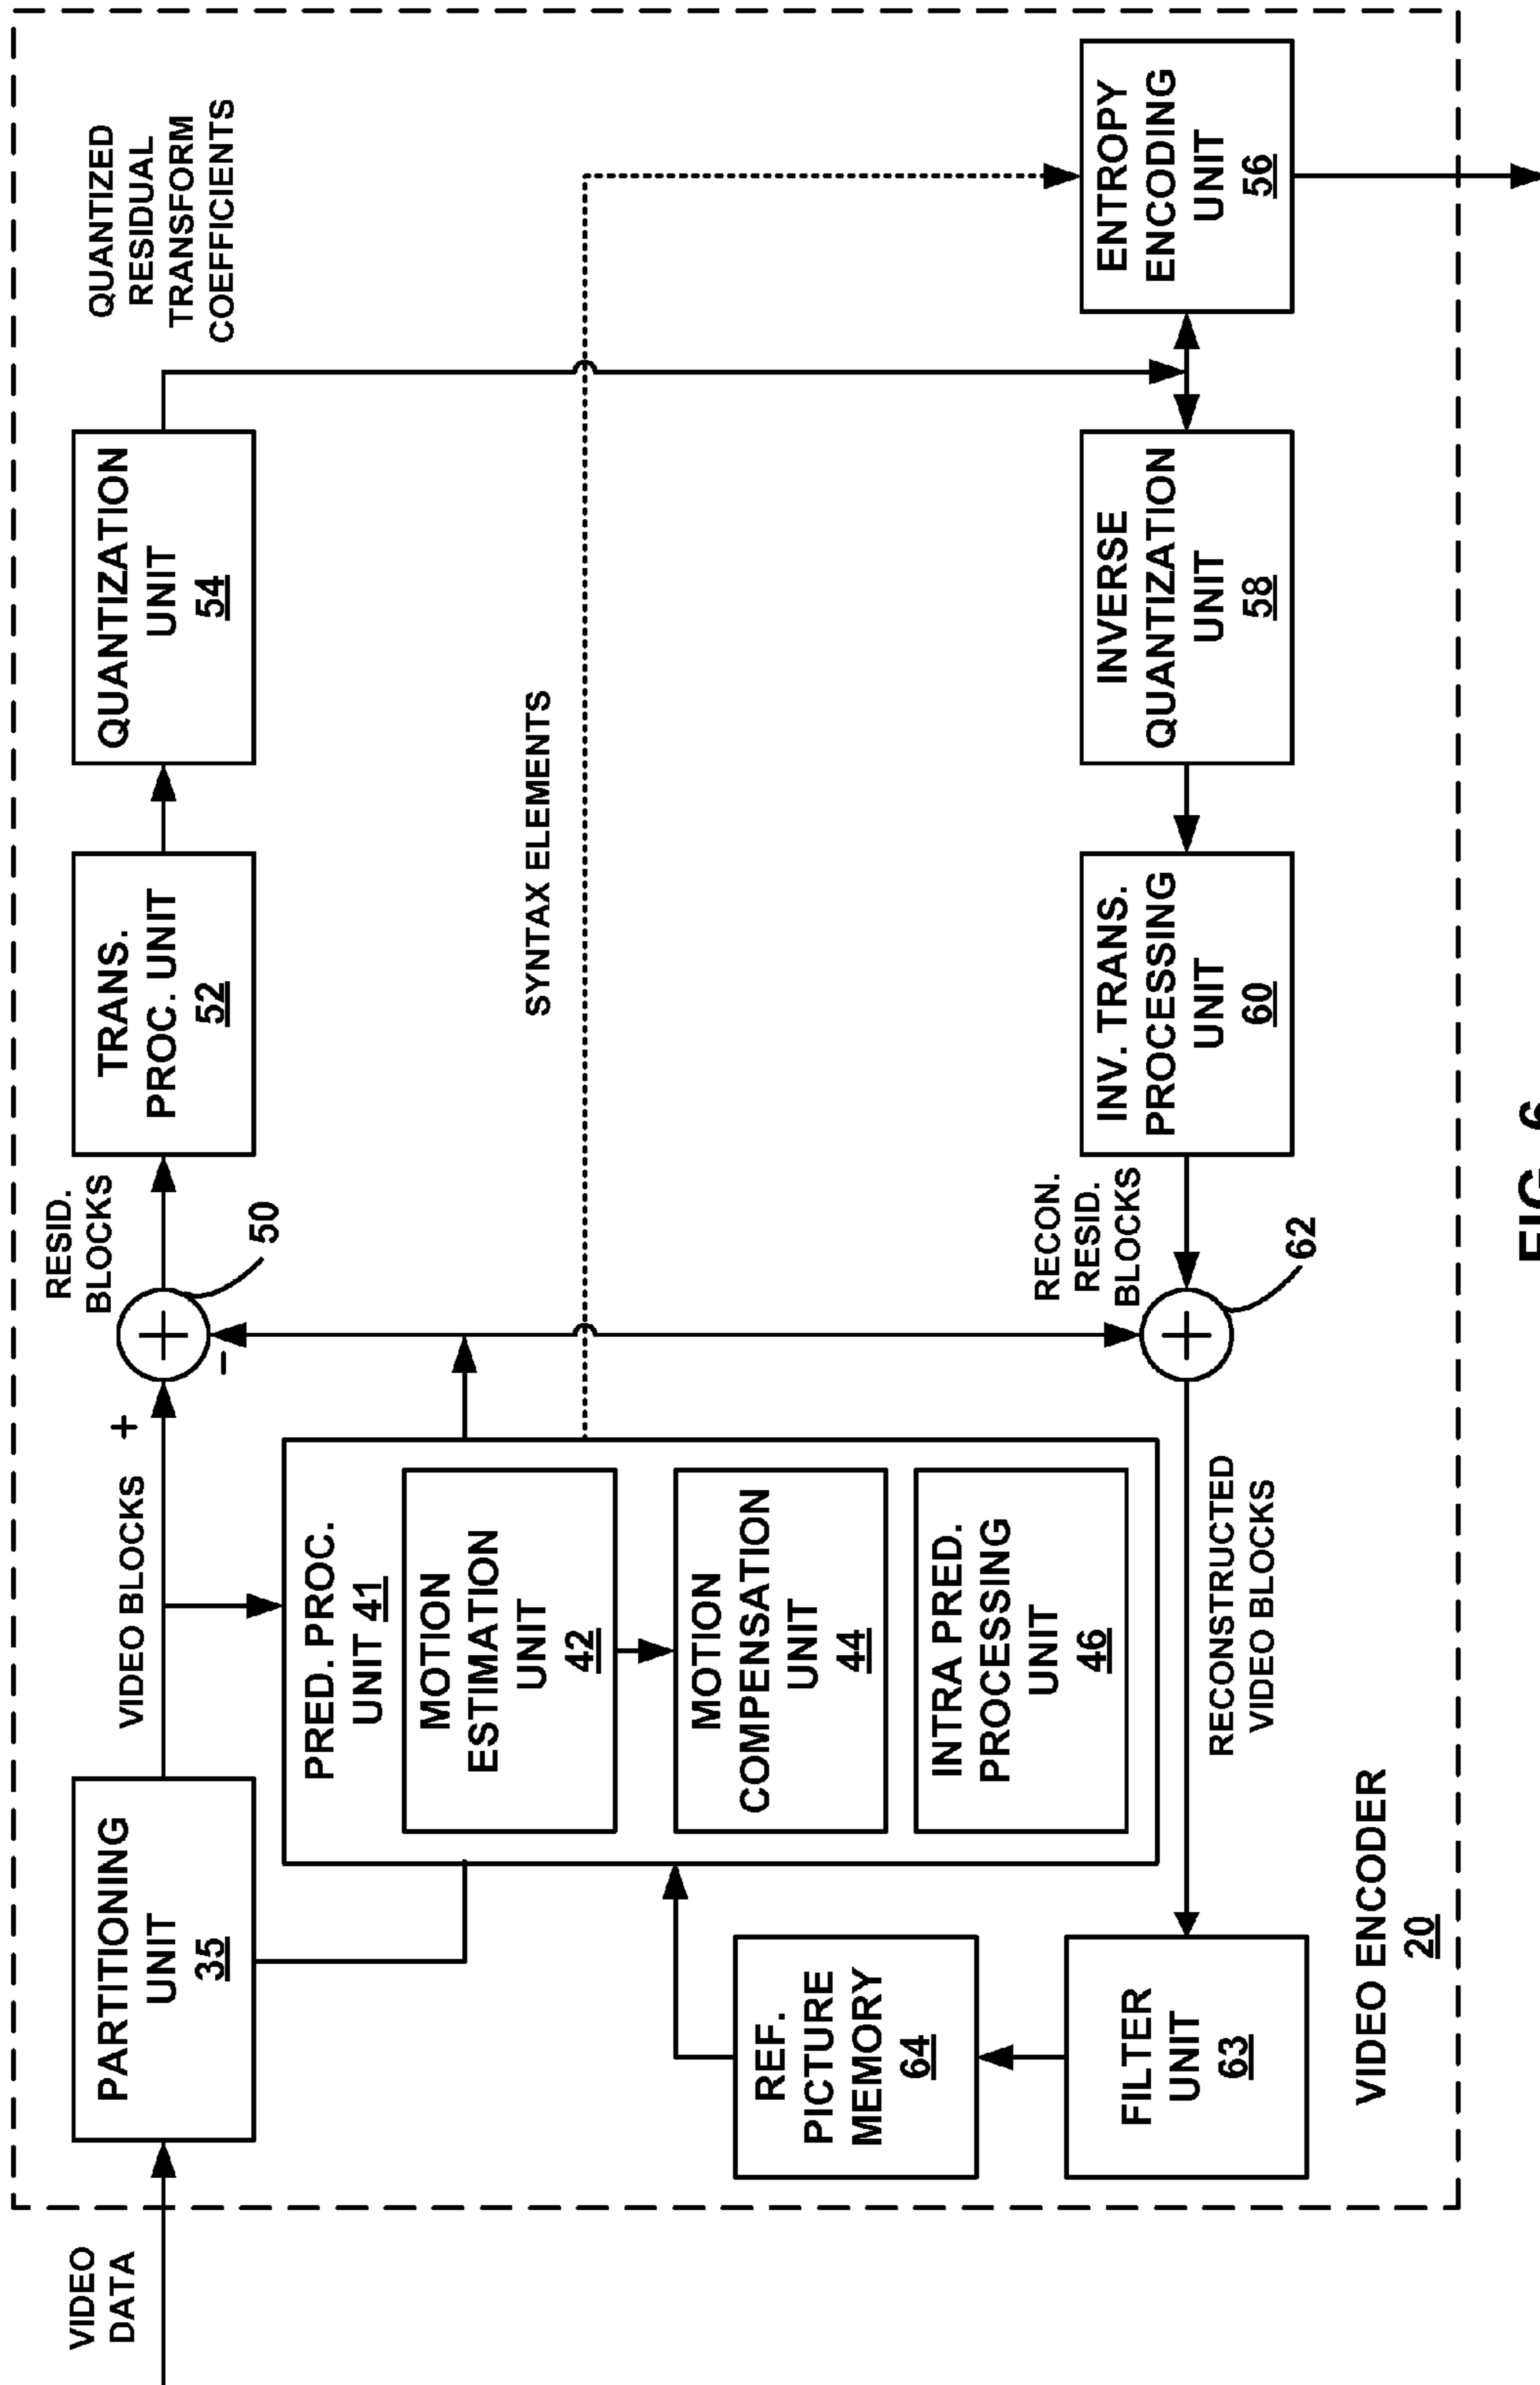 VIDEO
DATA
PARTITIONING
UNIT
35
VIDEO BLOCKS
+
-
50
RESID.
BLOCKS
TRANS.
PROC. UNIT
52
QUANTIZATION
UNIT
54
QUANTIZED
RESIDUAL
TRANSFORM
COEFFICIENTS
PRED. PROC.
UNIT 41
MOTION
ESTIMATION
UNIT
42
MOTION
COMPENSATION
UNIT
44
INTRA PRED.
PROCESSING
UNIT
46
SYNTAX ELEMENTS
REF.
PICTURE
MEMORY
64
FILTER
UNIT
63
RECONSTRUCTED
VIDEO BLOCKS
62
RECON.
RESID.
BLOCKS
INV. TRANS.
PROCESSING
UNIT
60
INVERSE
QUANTIZATION
UNIT
58
ENTROPY
ENCODING
UNIT
56
VIDEO ENCODER
20
FIG. 6